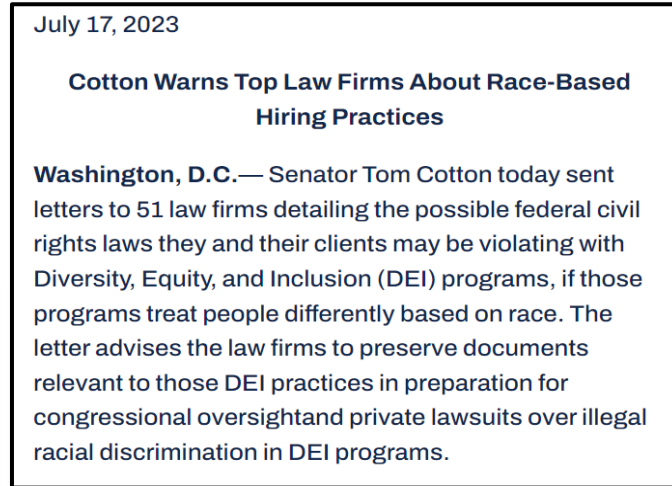 July 17, 2023
Cotton Warns Top Law Firms About Race-Based
Hiring Practices
Washington, D.C.— Senator Tom Cotton today sent
letters to 51 law firms detailing the possible federal civil
rights laws they and their clients may be violating with
Diversity, Equity, and Inclusion (DEI) programs, if those
programs treat people differently based on race. The
letter advises the law firms to preserve documents
relevant to those DEI practices in preparation for
congressional oversightand private lawsuits over illegal
racial discrimination in DEI programs.